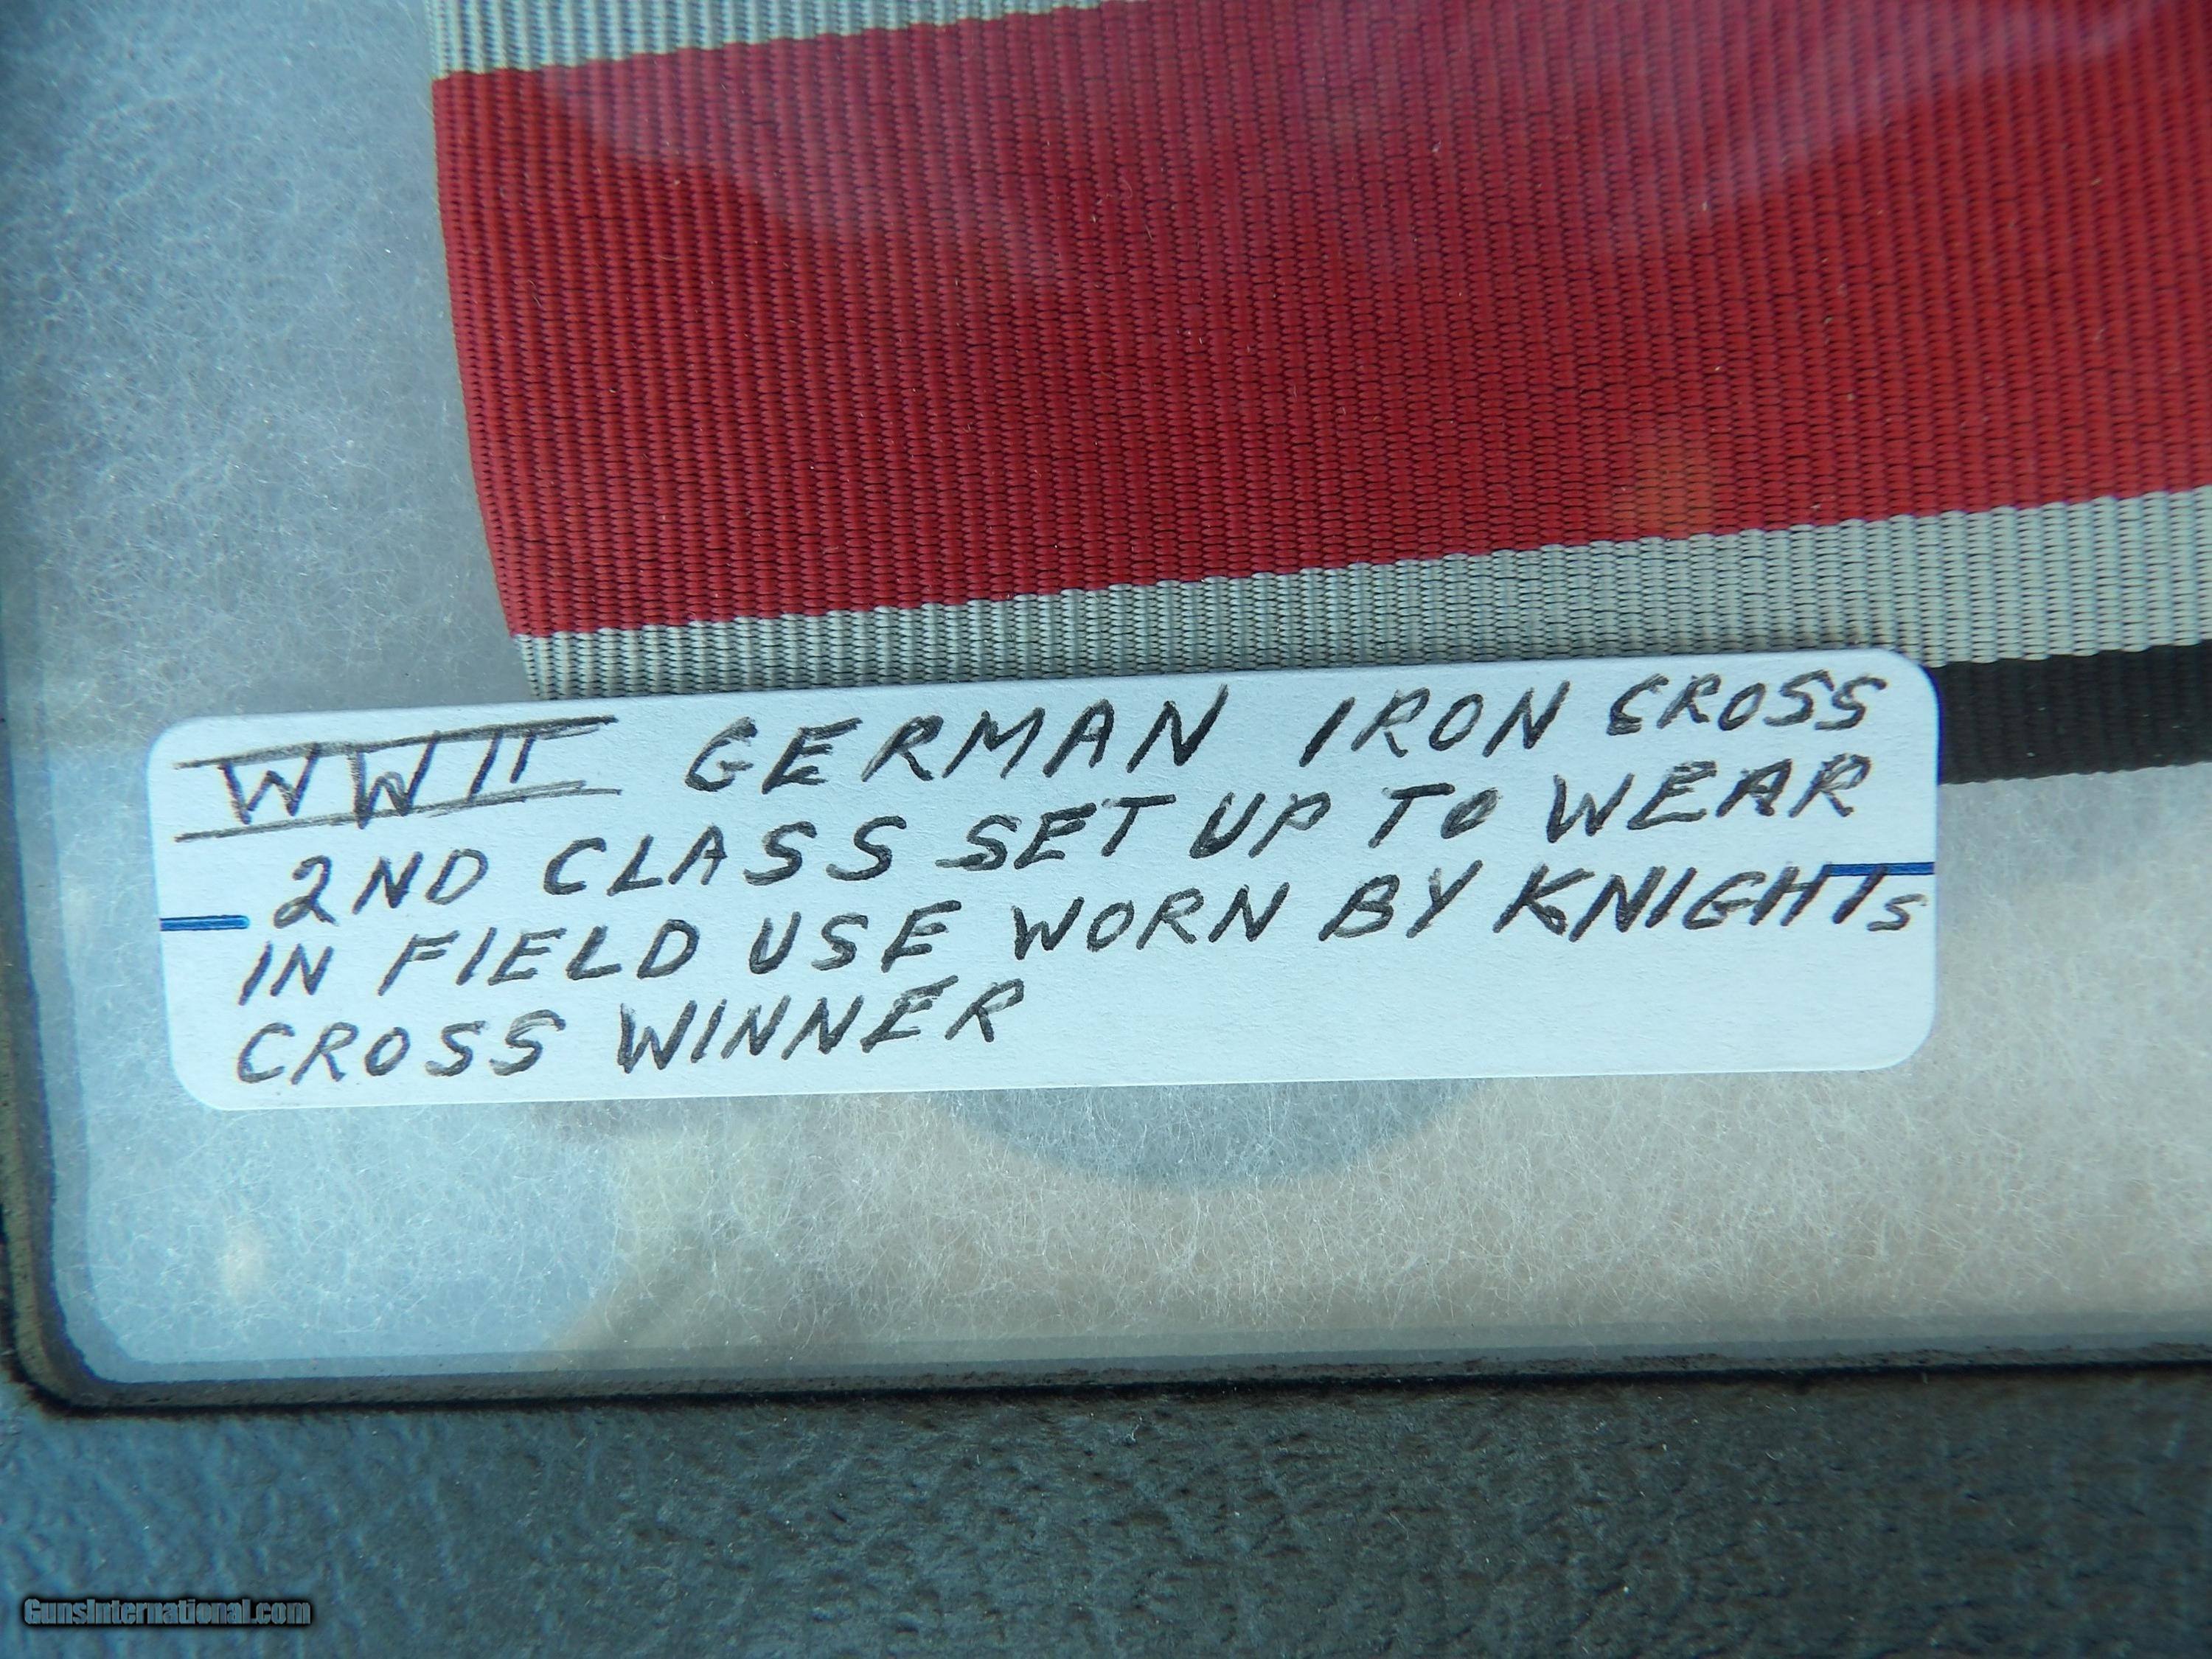 WWII GERMAN IRON CROSS
2ND CLASS SET UP TO WEAR
IN FIELD USE WORN BY KNIGHTS
CROSS WINNER
GunsInternational.com